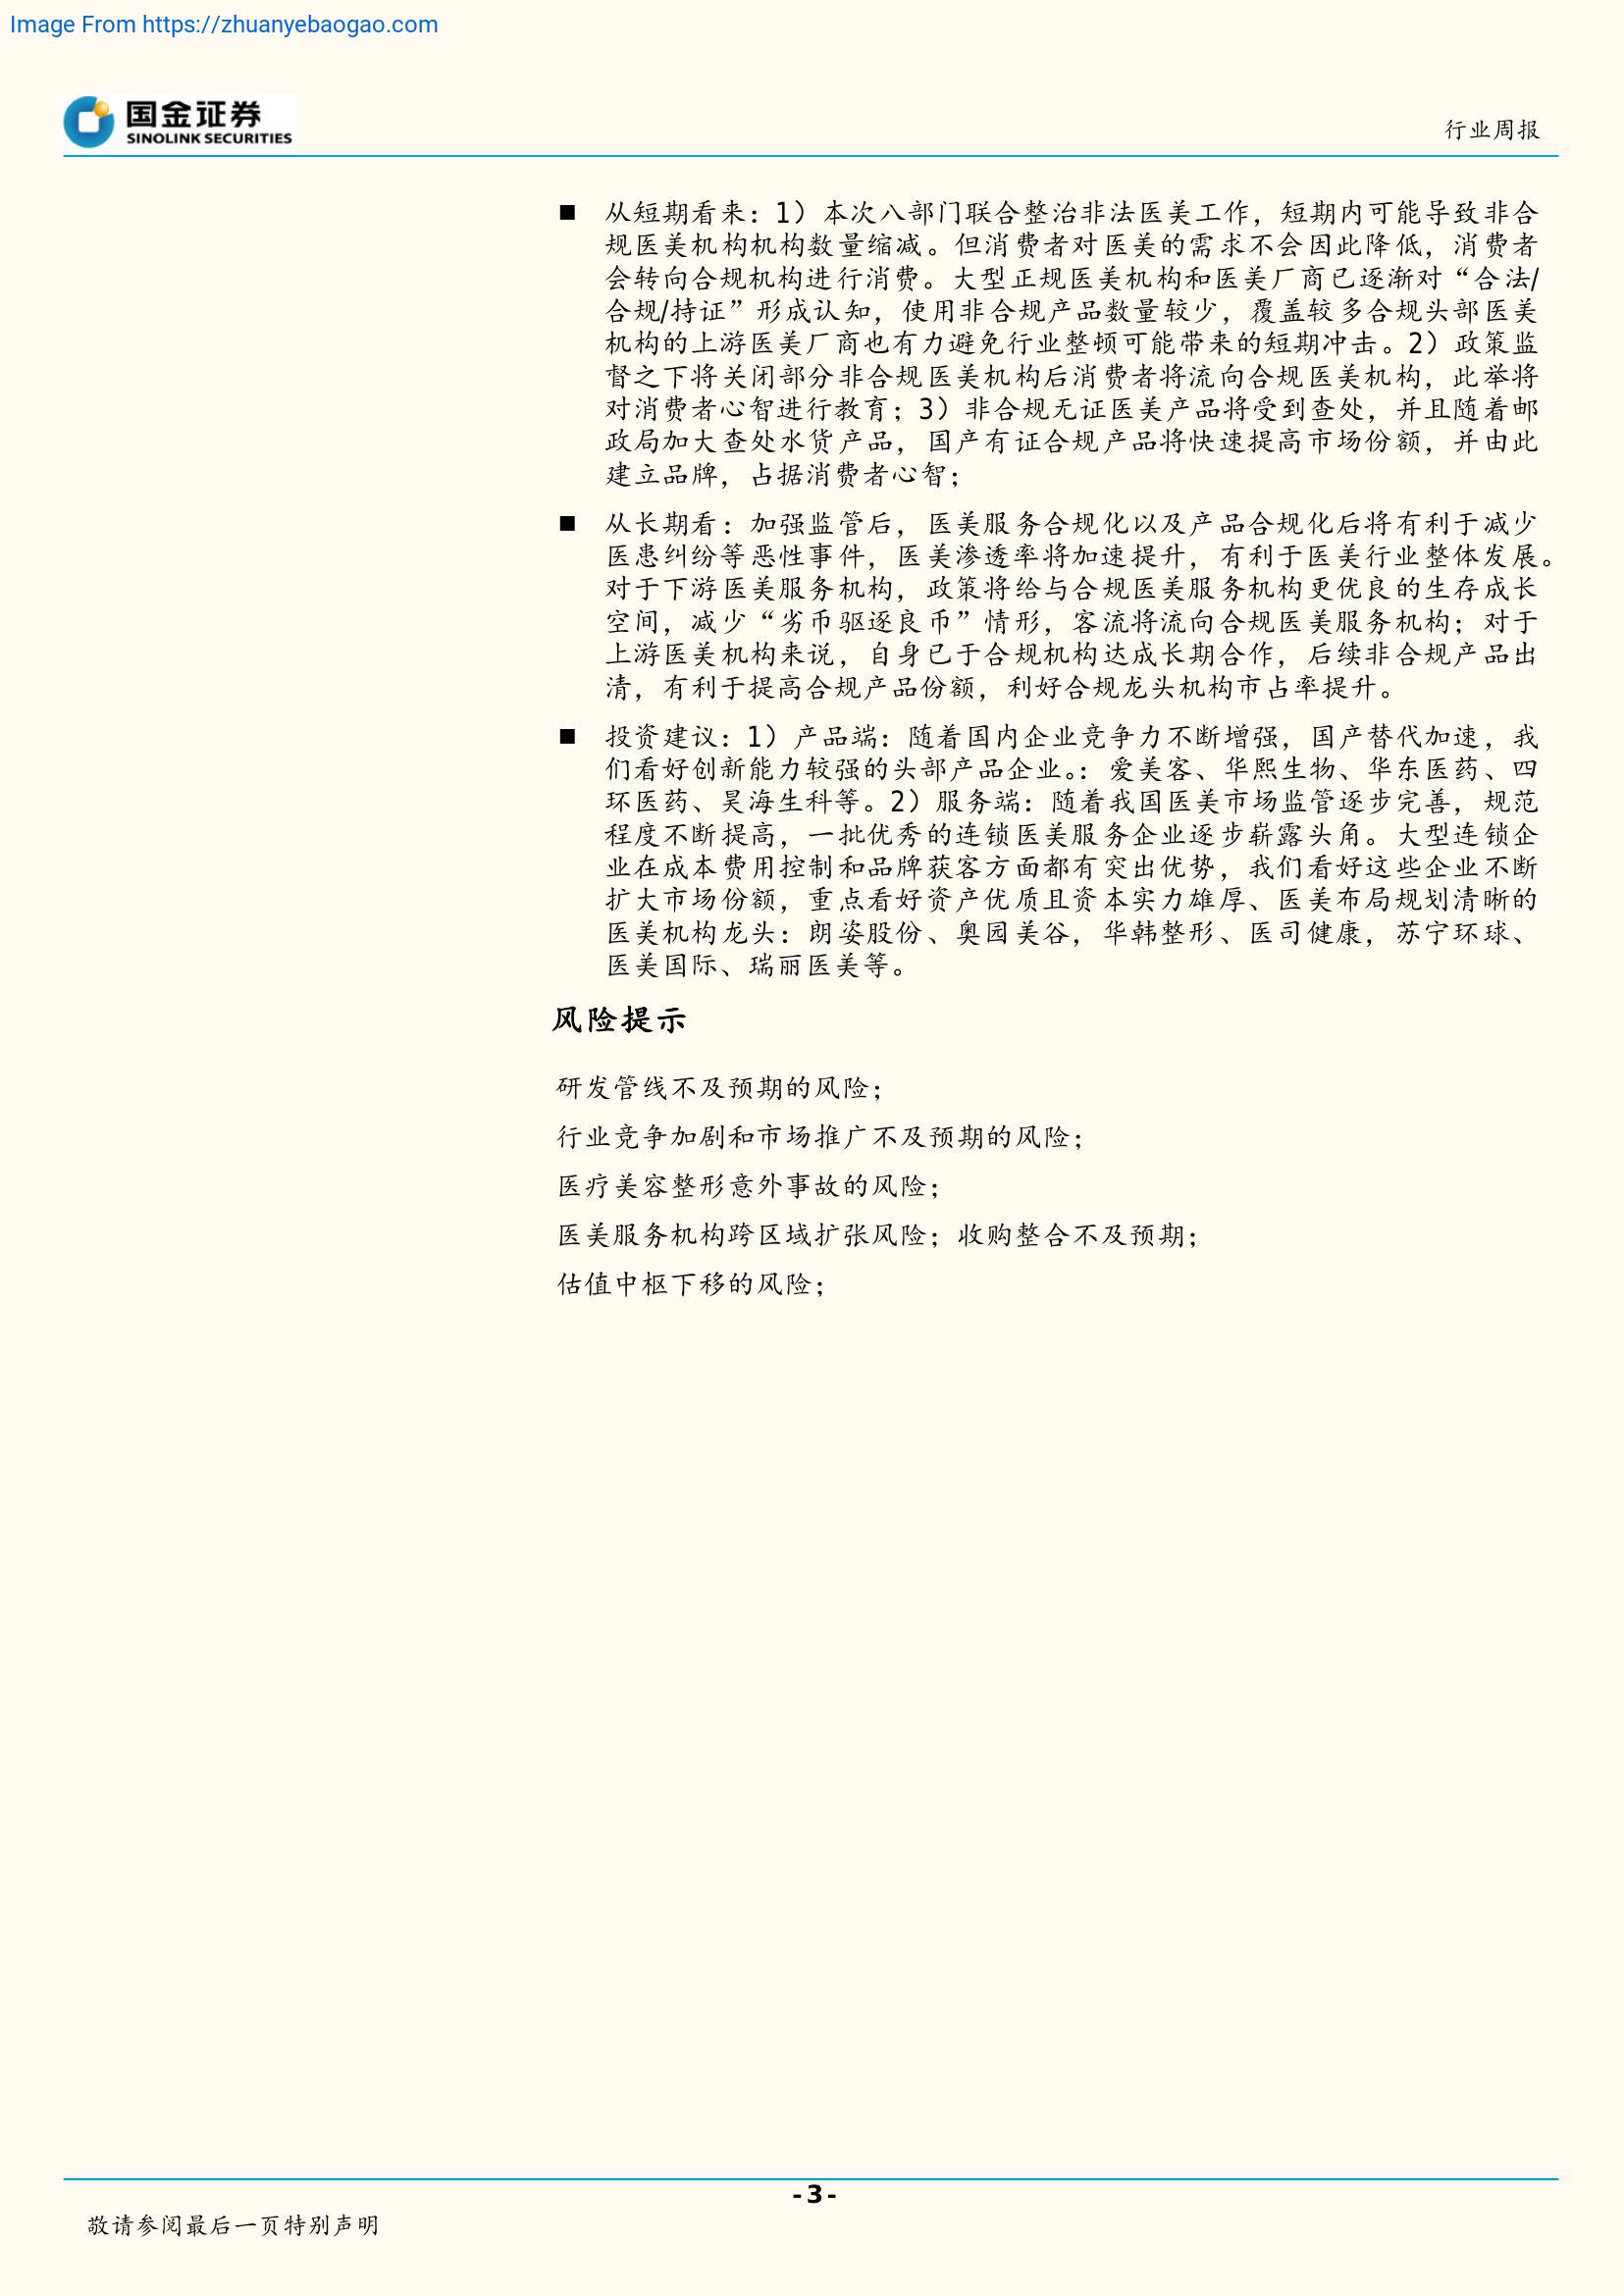 Image From https://zhuanyebaogao.com
国金证券
SINOLINK SECURITIES
行业周报
■ 从短期看来：1）本次八部门联合整治非法医美工作，短期内可能导致非合
规医美机构机构数量缩减。但消费者对医美的需求不会因此降低，消费者
会转向合规机构进行消费。大型正规医美机构和医美厂商已逐渐对“合法/
合规/持证”形成认知，使用非合规产品数量较少，覆盖较多合规头部医美
机构的上游医美厂商也有力避免行业整顿可能带来的短期冲击。2）政策监
督之下将关闭部分非合规医美机构后消费者将流向合规医美机构，此举将
对消费者心智进行教育；3）非合规无证医美产品将受到查处，并且随着邮
政局加大查处水货产品，国产有证合规产品将快速提高市场份额，并由此
建立品牌，占据消费者心智；
■ 从长期看：加强监管后，医美服务合规化以及产品合规化后将有利于减少
医患纠纷等恶性事件，医美渗透率将加速提升，有利于医美行业整体发展。
对于下游医美服务机构，政策将给与合规医美服务机构更优良的生存成长
空间，减少“劣币驱逐良币”情形，客流将流向合规医美服务机构；对于
上游医美机构来说，自身已于合规机构达成长期合作，后续非合规产品出
清，有利于提高合规产品份额，利好合规龙头机构市占率提升。
■ 投资建议：1）产品端：随着国内企业竞争力不断增强，国产替代加速，我
们看好创新能力较强的头部产品企业。：爱美客、华熙生物、华东医药、四
环医药、昊海生科等。2）服务端：随着我国医美市场监管逐步完善，规范
程度不断提高，一批优秀的连锁医美服务企业逐步崭露头角。大型连锁企
业在成本费用控制和品牌获客方面都有突出优势，我们看好这些企业不断
扩大市场份额，重点看好资产优质且资本实力雄厚、医美布局规划清晰的
医美机构龙头：朗姿股份、奥园美谷，华韩整形、医司健康，苏宁环球、
医美国际、瑞丽医美等。
风险提示
研发管线不及预期的风险；
行业竞争加剧和市场推广不及预期的风险；
医疗美容整形意外事故的风险；
医美服务机构跨区域扩张风险；收购整合不及预期；
估值中枢下移的风险；
- 3 -
敬请参阅最后一页特别声明